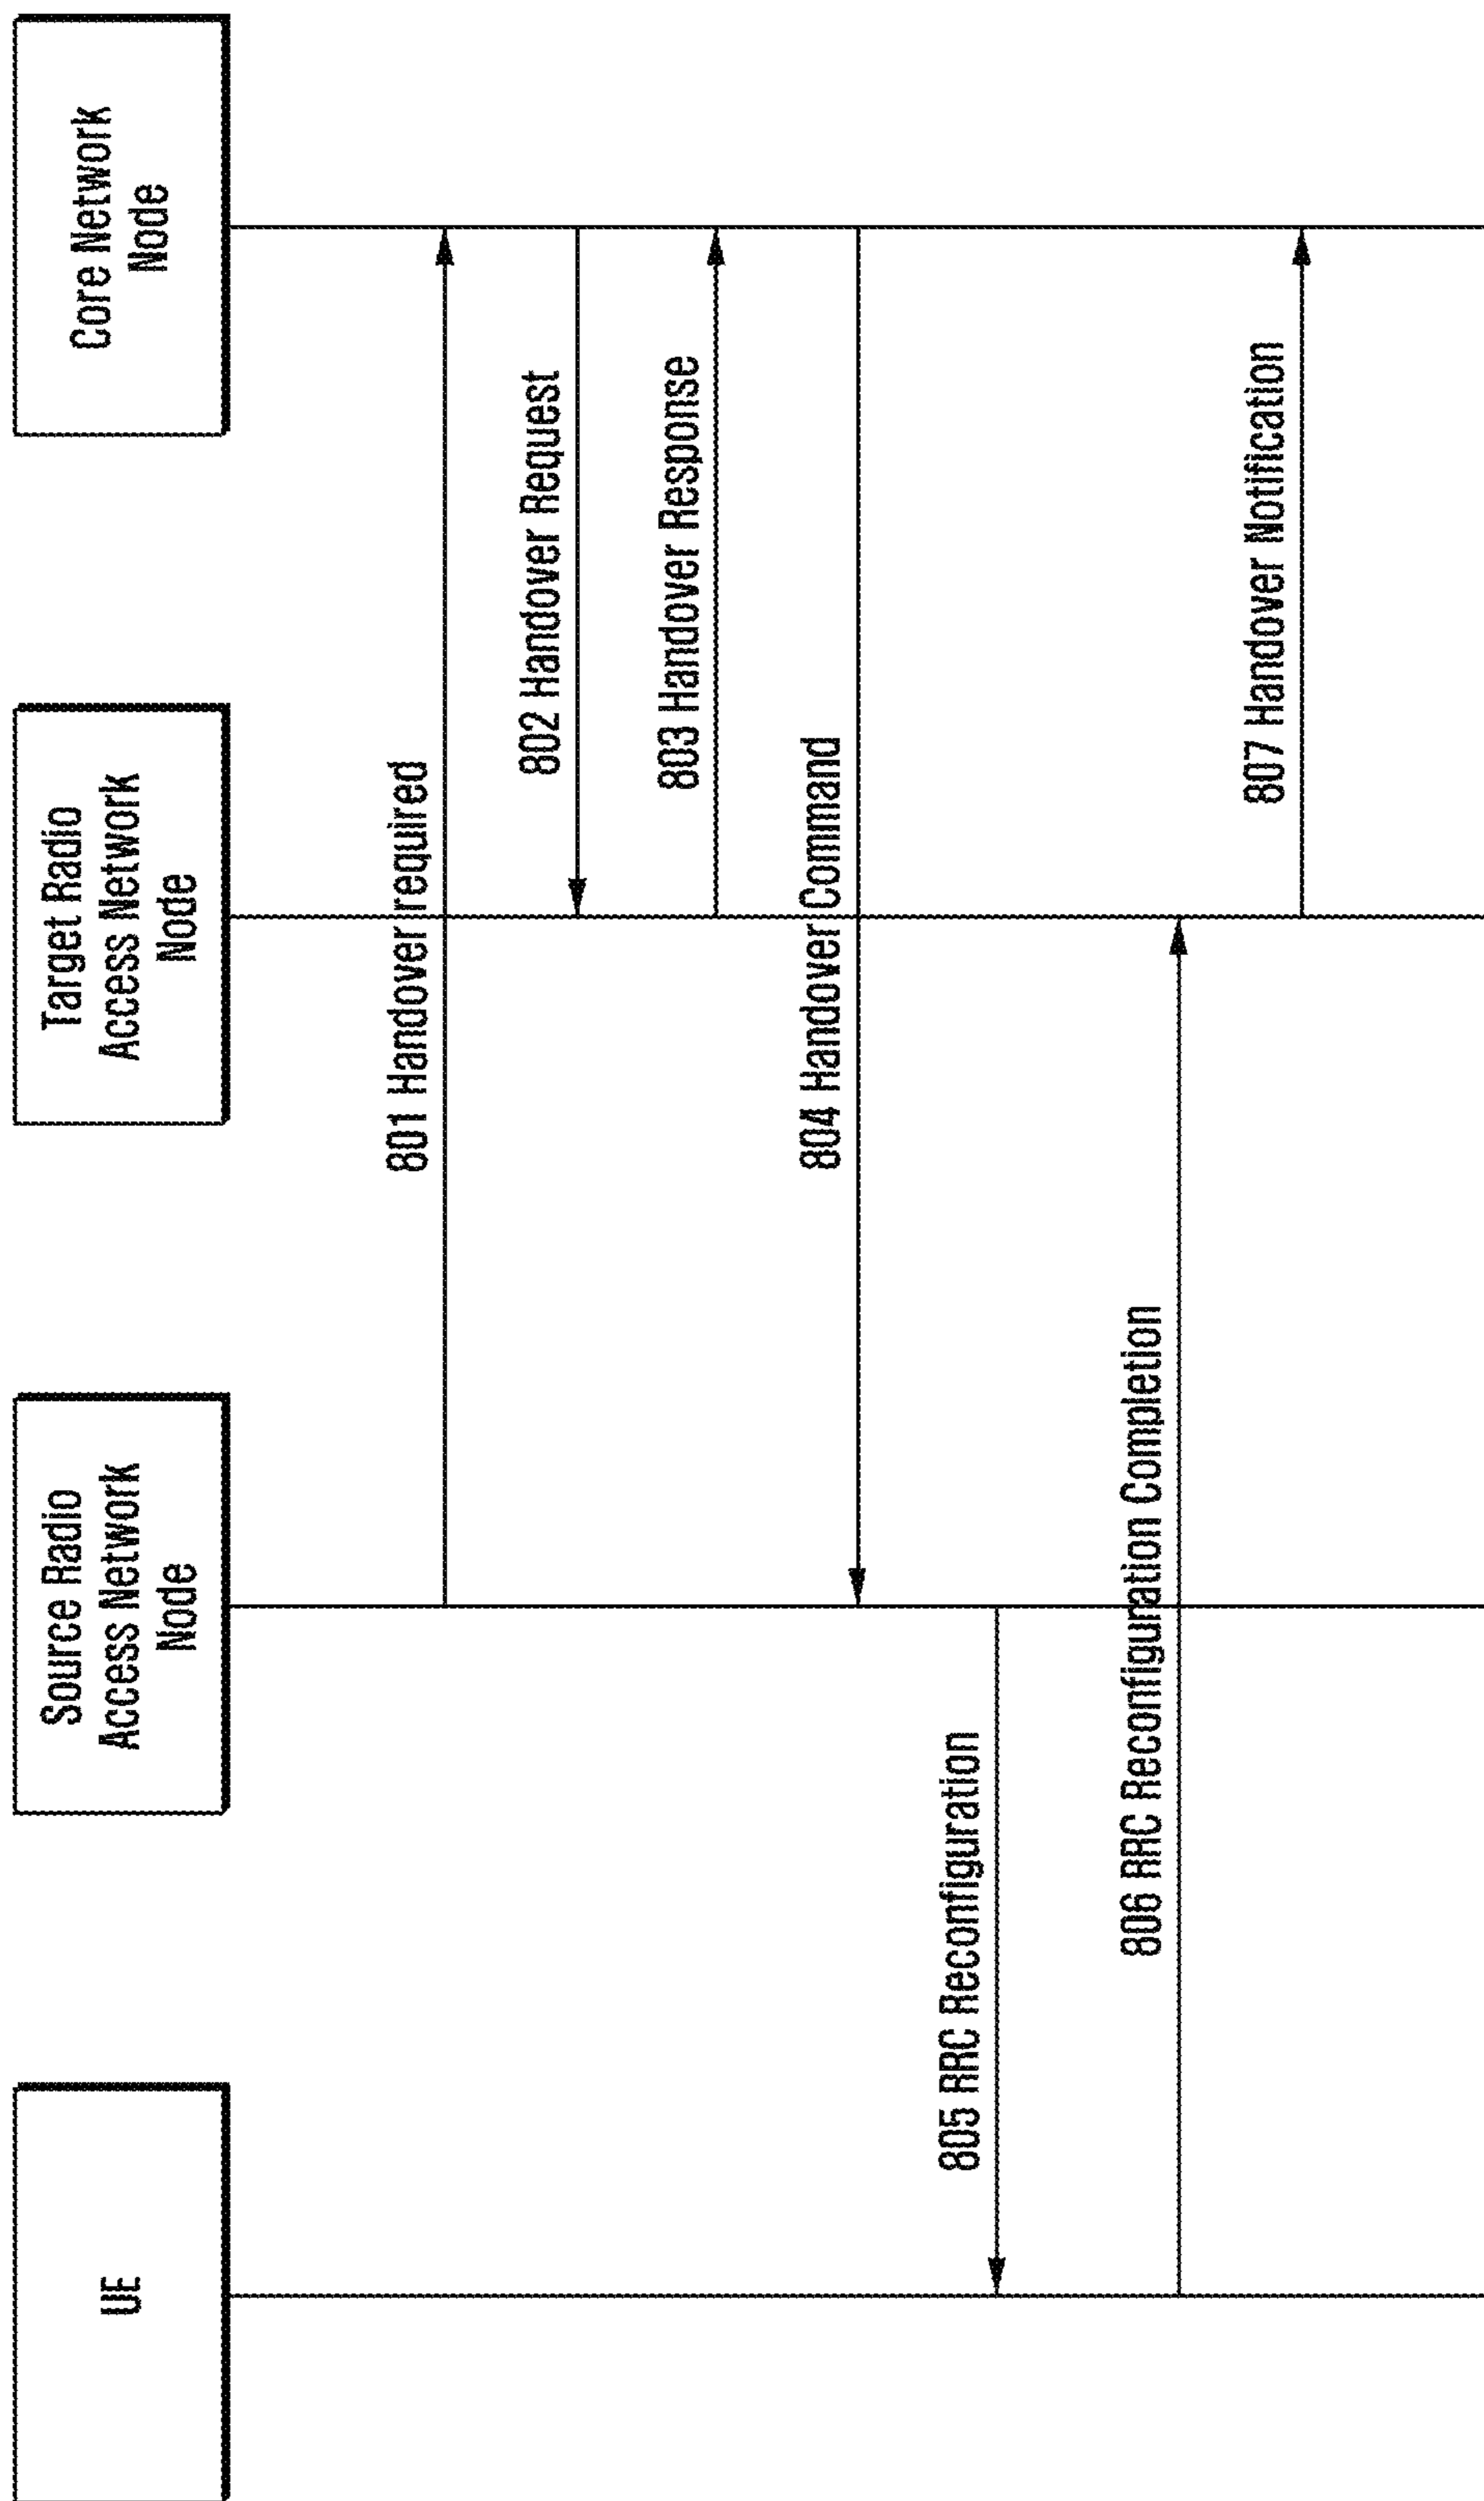 UE
Source Radio
Access Network
Node
Target Radio
Access Network
Node
Core Network
Node
801 Handover required
802 Handover Request
803 Handover Response
804 Handover Command
805 RRC Reconfiguration
806 RRC Reconfiguration Completion
807 Handover Notification